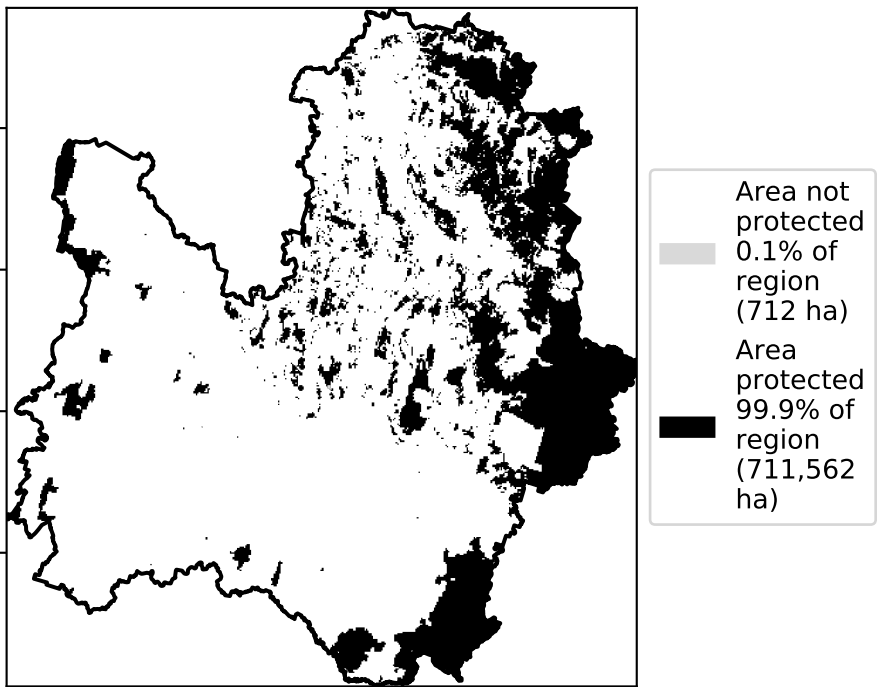 Area not
protected
0.1% of
region
(712 ha)
Area
protected
99.9% of
region
(711,562
ha)